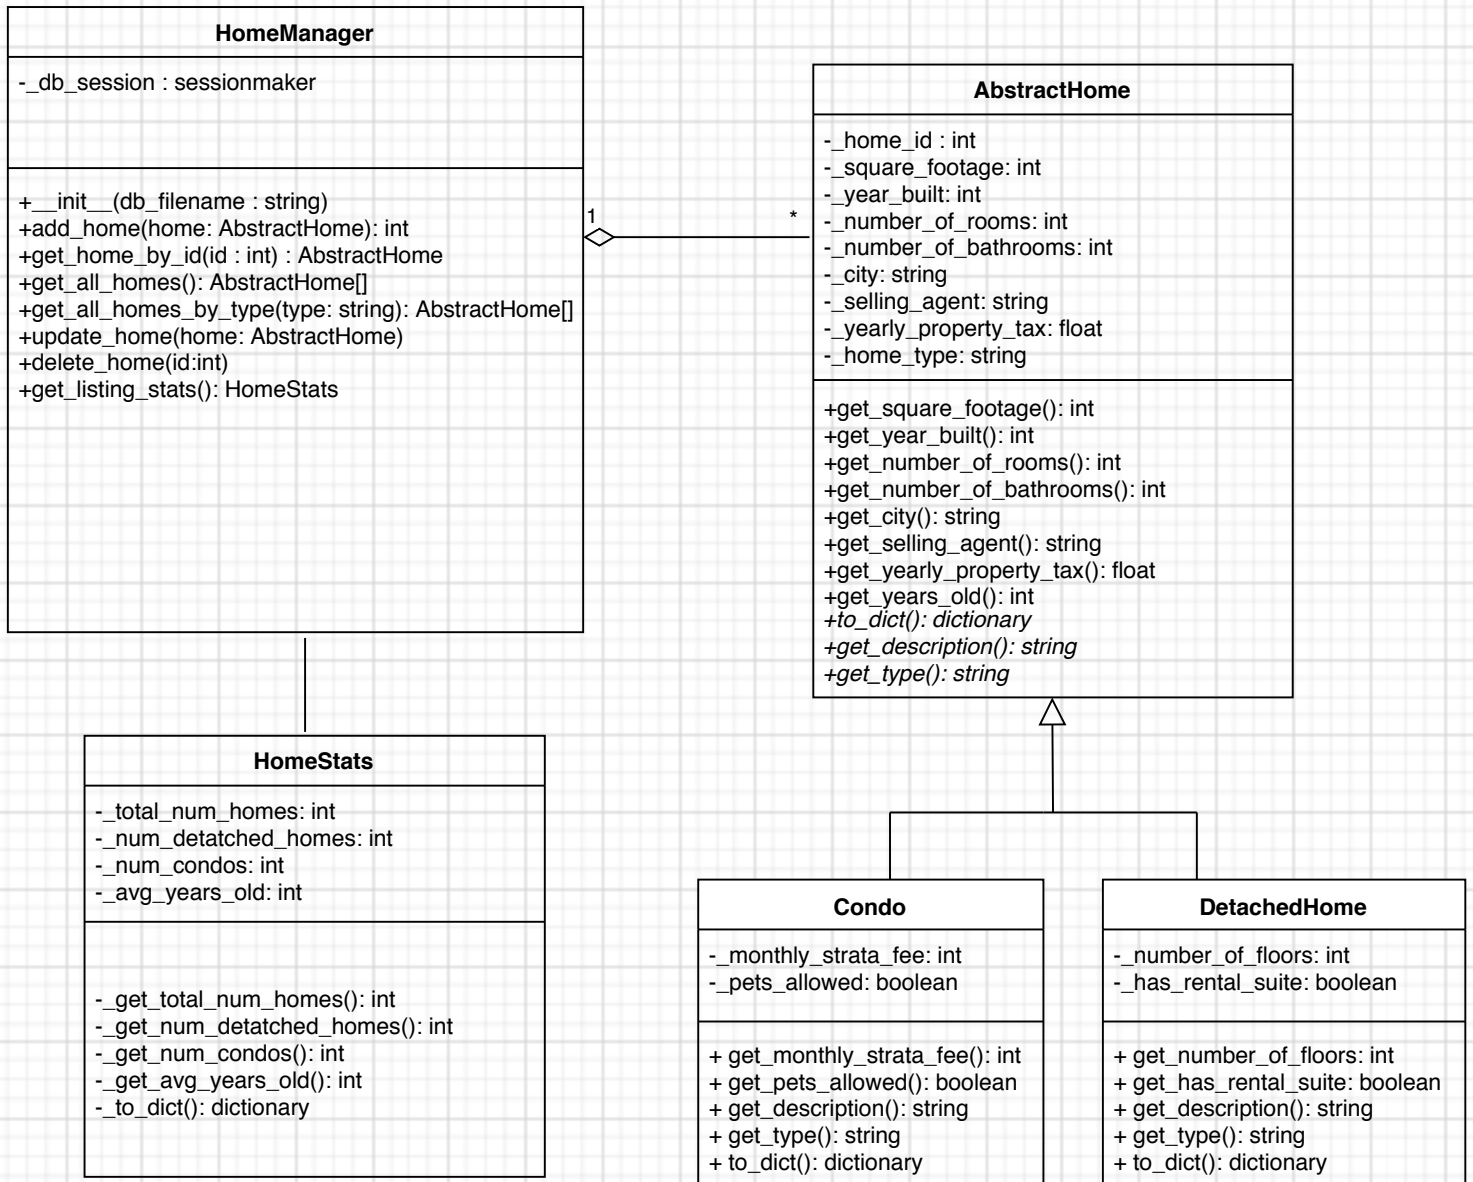 HomeManager
-_db_session : sessionmaker
+__init__(db_filename : string)
+add_home(home: AbstractHome): int
+get_home_by_id(id : int) : AbstractHome
+get_all_homes(): AbstractHome[]
+get_all_homes_by_type(type: string): AbstractHome[]
+update_home(home: AbstractHome)
+delete_home(id:int)
+get_listing_stats(): HomeStats
1
*
AbstractHome
-_home_id : int
-_square_footage: int
-_year_built: int
-_number_of_rooms: int
-_number_of_bathrooms: int
-_city: string
-_selling_agent: string
-_yearly_property_tax: float
-_home_type: string
+get_square_footage(): int
+get_year_built(): int
+get_number_of_rooms(): int
+get_number_of_bathrooms(): int
+get_city(): string
+get_selling_agent(): string
+get_yearly_property_tax(): float
+get_years_old(): int
+to_dict(): dictionary
+get_description(): string
+get_type(): string
HomeStats
-_total_num_homes: int
-_num_detatched_homes: int
-_num_condos: int
-_avg_years_old: int
-_get_total_num_homes(): int
-_get_num_detatched_homes(): int
-_get_num_condos(): int
-_get_avg_years_old(): int
-_to_dict(): dictionary
Condo
-_monthly_strata_fee: int
-_pets_allowed: boolean
+ get_monthly_strata_fee(): int
+ get_pets_allowed(): boolean
+ get_description(): string
+ get_type(): string
+ to_dict(): dictionary
DetachedHome
-_number_of_floors: int
-_has_rental_suite: boolean
+ get_number_of_floors: int
+ get_has_rental_suite: boolean
+ get_description(): string
+ get_type(): string
+ to_dict(): dictionary